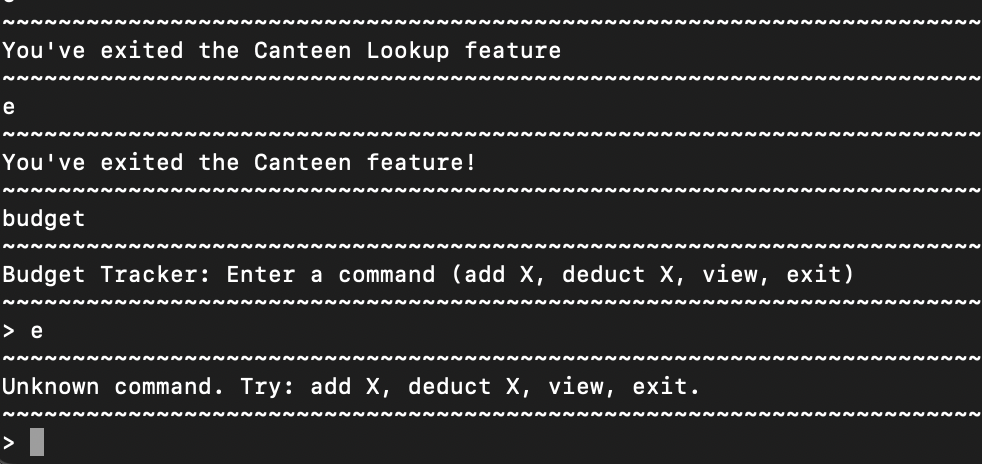 ~~~~~~~~~~~~~~~~~~~~~~~~~~~~~~~~~~~~~~~~~~~~~~~~~~~~~~~~~~~~~~~~~~~~~~
You've exited the Canteen Lookup feature
~~~~~~~~~~~~~~~~~~~~~~~~~~~~~~~~~~~~~~~~~~~~~~~~~~~~~~~~~~~~~~~~~~~~~~
e
~~~~~~~~~~~~~~~~~~~~~~~~~~~~~~~~~~~~~~~~~~~~~~~~~~~~~~~~~~~~~~~~~~~~~~
You've exited the Canteen feature!
~~~~~~~~~~~~~~~~~~~~~~~~~~~~~~~~~~~~~~~~~~~~~~~~~~~~~~~~~~~~~~~~~~~~~~
budget
~~~~~~~~~~~~~~~~~~~~~~~~~~~~~~~~~~~~~~~~~~~~~~~~~~~~~~~~~~~~~~~~~~~~~~
Budget Tracker: Enter a command (add X, deduct X, view, exit)
~~~~~~~~~~~~~~~~~~~~~~~~~~~~~~~~~~~~~~~~~~~~~~~~~~~~~~~~~~~~~~~~~~~~~~
> e
~~~~~~~~~~~~~~~~~~~~~~~~~~~~~~~~~~~~~~~~~~~~~~~~~~~~~~~~~~~~~~~~~~~~~~
Unknown command. Try: add X, deduct X, view, exit.
~~~~~~~~~~~~~~~~~~~~~~~~~~~~~~~~~~~~~~~~~~~~~~~~~~~~~~~~~~~~~~~~~~~~~~
>